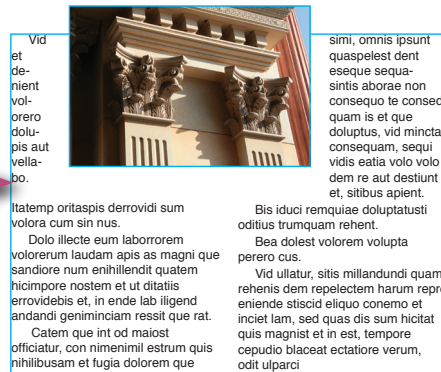 Vid
et
de-
nient
vol-
orero
dolu-
pis aut
vella-
bo.
Itatemp oritaspis derrovidi sum
volora cum sin nus.
Dolo illecte eum laborrorem
volorerum laudam apis as magni que
sandiore num enihillendit quatem
hicimpore nostem et ut ditatiis
errovidebis et, in ende lab iligend
andandi geniminciam ressit que rat.
Catem que int od maiost
officiatur, con nimenimil estrum quis
nihilibusam et fugia dolorem que
simi, omnis ipsunt
quaspelest dent
eseque sequa-
sintis aborae non
consequo te consed
quam is et que
doluptus, vid mincta
consequam, sequi
vidis eatia volo volo
dem re aut destiunt
et, sitibus apient.
Bis iduci remquiae doluptatusti
oditius trumquam rehent.
Bea dolest volorem volupta
perero cus.
Vid ullatur, sitis millandundi quam
rehenis dem repelectem harum repre
eniende stiscid eliquo conemo et
inciet lam, sed quas dis sum hicitat
quis magnist et in est, tempore
cepudio blaceat ectatiore verum,
odit ulparci